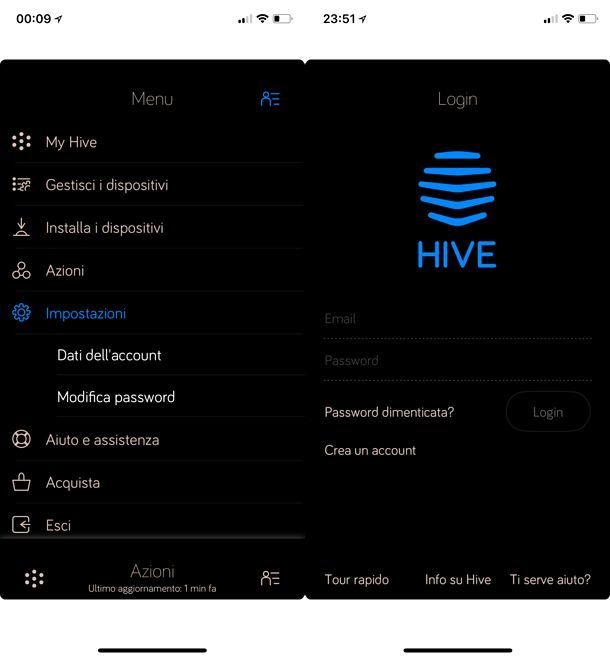 00:09
Menu
My Hive
Gestisci i dispositivi
Installa i dispositivi
Azioni
Impostazioni
Dati dell'account
Modifica password
Aiuto e assistenza
Acquista
Esci
Azioni
Ultimo aggiornamento: 1 min fa
23:51
Login
HIVE
Email
Password
Password dimenticata?
Login
Crea un account
Tour rapido
Info su Hive
Ti serve aiuto?